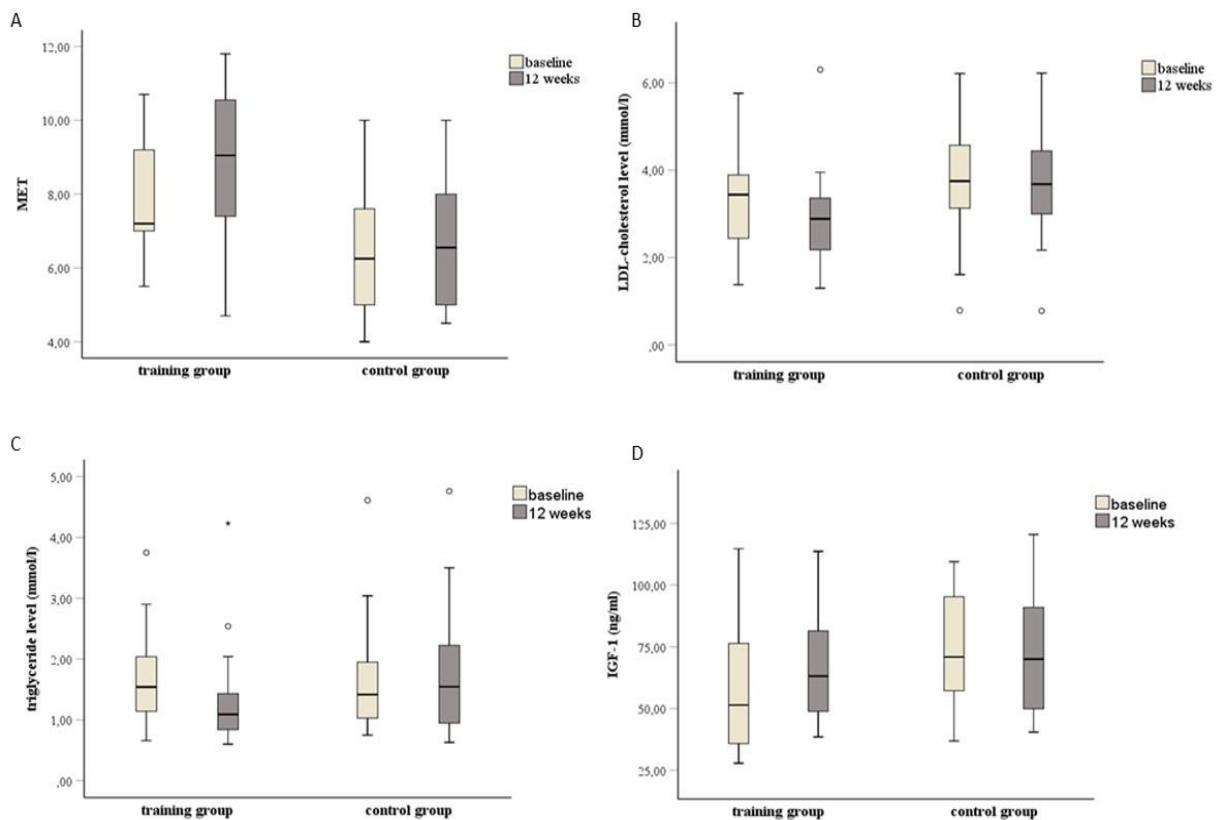 A
12,00
10,00
8,00
6,00
4,00
MET
training group
control group
baseline
12 weeks
B
6,00
4,00
2,00
,00
LDL-cholesterol level (mmol/l)
training group
control group
baseline
12 weeks
C
5,00
4,00
3,00
2,00
1,00
,00
triglyceride level (mmol/l)
training group
control group
baseline
12 weeks
D
125,00
100,00
75,00
50,00
25,00
IGF-1 (ng/ml)
training group
control group
baseline
12 weeks